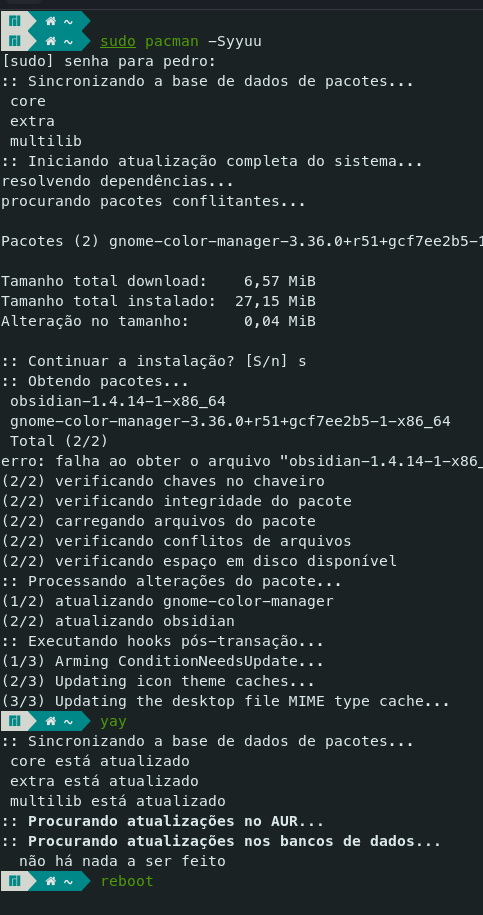 ~
~ sudo pacman -Syyuu
[sudo] senha para pedro:
:: Sincronizando a base de dados de pacotes...
core
extra
multilib
:: Iniciando atualização completa do sistema...
resolvendo dependências...
procurando pacotes conflitantes...
Pacotes (2) gnome-color-manager-3.36.0+r51+gcf7ee2b5-1
Tamanho total download: 6,57 MiB
Tamanho total instalado: 27,15 MiB
Alteração no tamanho: 0,04 MiB
:: Continuar a instalação? [S/n] s
:: Obtendo pacotes...
obsidian-1.4.14-1-x86_64
gnome-color-manager-3.36.0+r51+gcf7ee2b5-1-x86_64
Total (2/2)
erro: falha ao obter o arquivo "obsidian-1.4.14-1-x86_
(2/2) verificando chaves no chaveiro
(2/2) verificando integridade do pacote
(2/2) carregando arquivos do pacote
(2/2) verificando conflitos de arquivos
(2/2) verificando espaço em disco disponível
:: Processando alterações do pacote...
(1/2) atualizando gnome-color-manager
(2/2) atualizando obsidian
:: Executando hooks pós-transação...
(1/3) Arming ConditionNeedsUpdate...
(2/3) Updating icon theme caches...
(3/3) Updating the desktop file MIME type cache...
~ yay
:: Sincronizando a base de dados de pacotes...
core está atualizado
extra está atualizado
multilib está atualizado
:: Procurando atualizações no AUR...
:: Procurando atualizações nos bancos de dados...
não há nada a ser feito
~ reboot